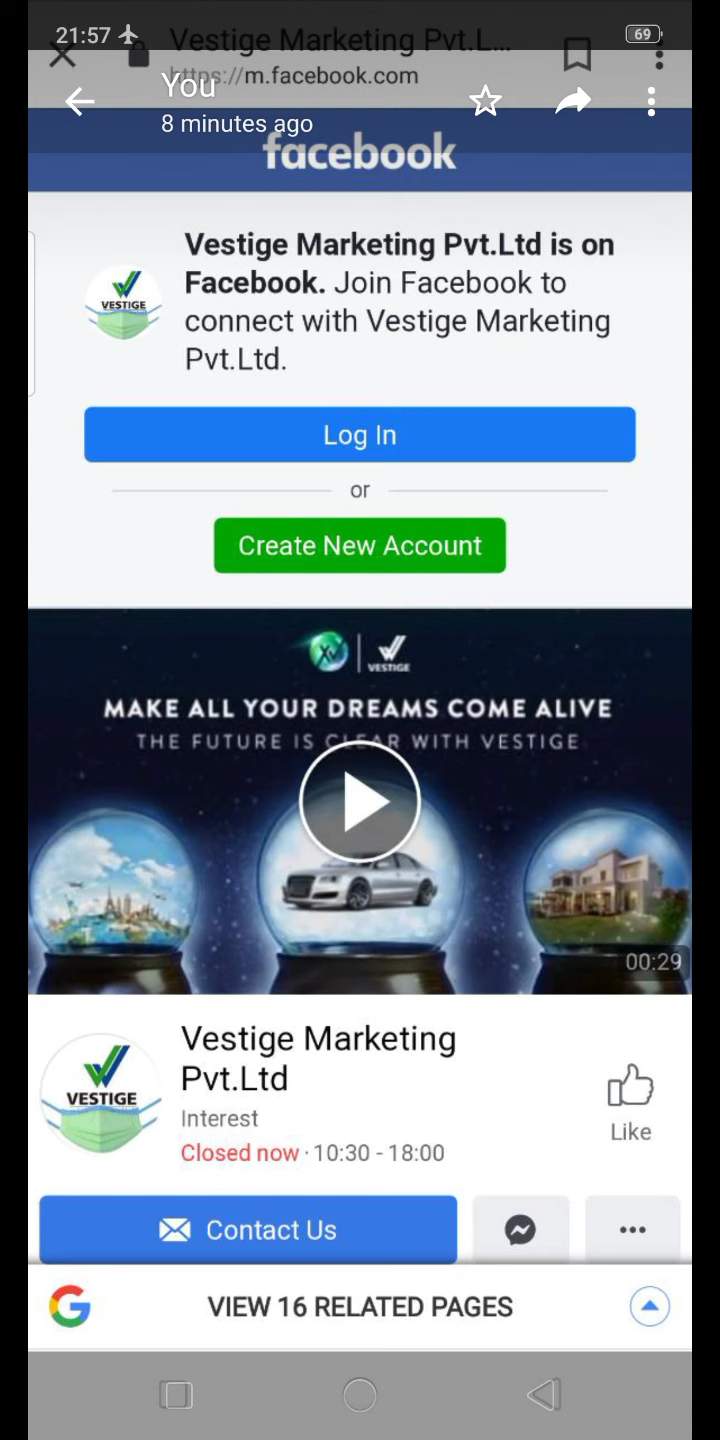 21:57
69
Vestige Marketing Pvt.L...
https://m.facebook.com
You
8 minutes ago
facebook
Vestige Marketing Pvt.Ltd is on
Facebook. Join Facebook to
connect with Vestige Marketing
Pvt.Ltd.
VESTIGE
Log In
or
Create New Account
XV
VESTIGE
MAKE ALL YOUR DREAMS COME ALIVE
THE FUTURE IS CLEAR WITH VESTIGE
00:29
Vestige Marketing
Pvt.Ltd
VESTIGE
Interest
Like
Closed now · 10:30 - 18:00
Contact Us
VIEW 16 RELATED PAGES